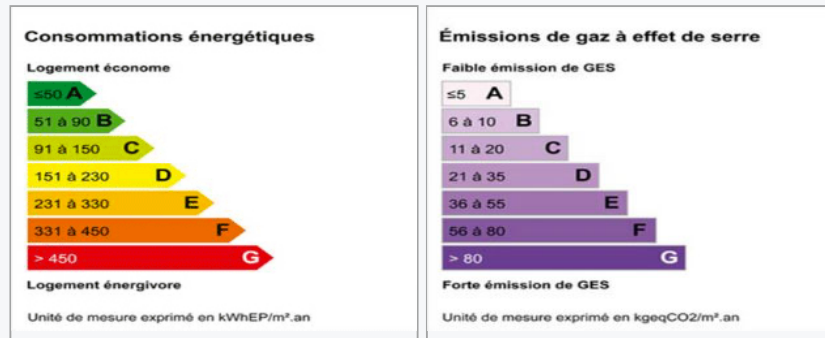 Consommations énergétiques
Logement économe
≤50 A
51 à 90 B
91 à 150 C
151 à 230 D
231 à 330 E
331 à 450 F
> 450 G
Logement énergivore
Unité de mesure exprimé en kWhEP/m².an
Émissions de gaz à effet de serre
Faible émission de GES
≤5 A
6 à 10 B
11 à 20 C
21 à 35 D
36 à 55 E
56 à 80 F
> 80 G
Forte émission de GES
Unité de mesure exprimé en kgeqCO2/m².an